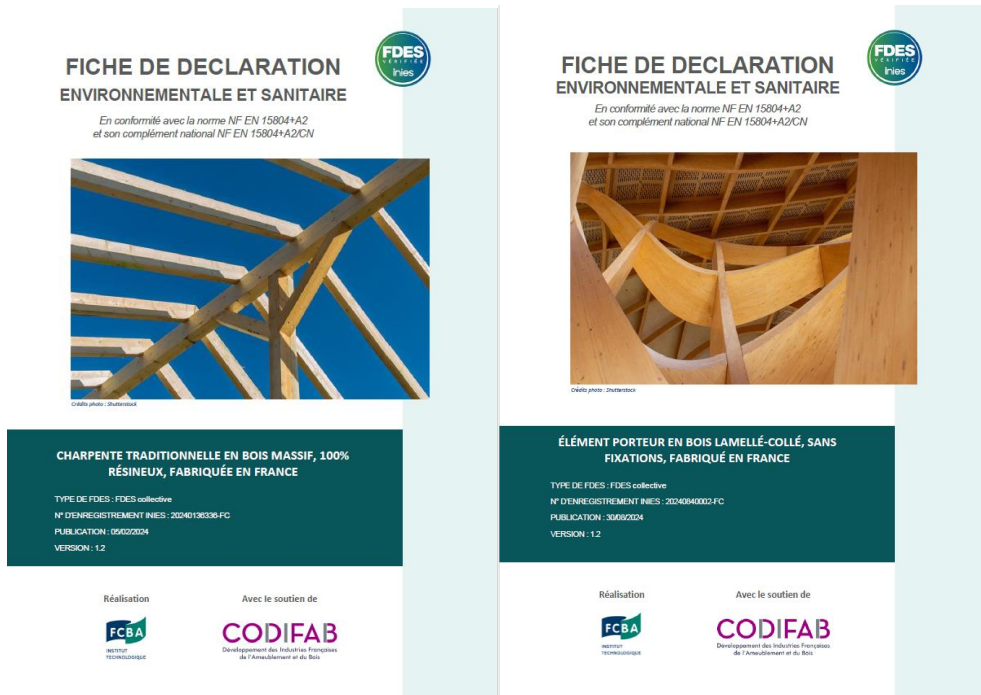 FICHE DE DECLARATION
ENVIRONNEMENTALE ET SANITAIRE
En conformité avec la norme NF EN 15804+A2
et son complément national NF EN 15804+A2/CN
FDES
VÉRIFIÉE
inies
Crédits photo : Shutterstock
CHARPENTE TRADITIONNELLE EN BOIS MASSIF, 100%
RÉSINEUX, FABRIQUÉE EN FRANCE
TYPE DE FDES : FDES collective
N° D'ENREGISTREMENT INIES : 20240136336-FC
PUBLICATION : 05/02/2024
VERSION : 1.2
Réalisation
Avec le soutien de
FCBA
INSTITUT
TECHNOLOGIQUE
CODIFAB
Développement des Industries Françaises
de l'Ameublement et du Bois
FICHE DE DECLARATION
ENVIRONNEMENTALE ET SANITAIRE
En conformité avec la norme NF EN 15804+A2
et son complément national NF EN 15804+A2/CN
FDES
VÉRIFIÉE
inies
Crédits photo : Shutterstock
ÉLÉMENT PORTEUR EN BOIS LAMELLÉ-COLLÉ, SANS
FIXATIONS, FABRIQUÉ EN FRANCE
TYPE DE FDES : FDES collective
N° D'ENREGISTREMENT INIES : 20240840002-FC
PUBLICATION : 30/08/2024
VERSION : 1.2
Réalisation
Avec le soutien de
FCBA
INSTITUT
TECHNOLOGIQUE
CODIFAB
Développement des Industries Françaises
de l'Ameublement et du Bois